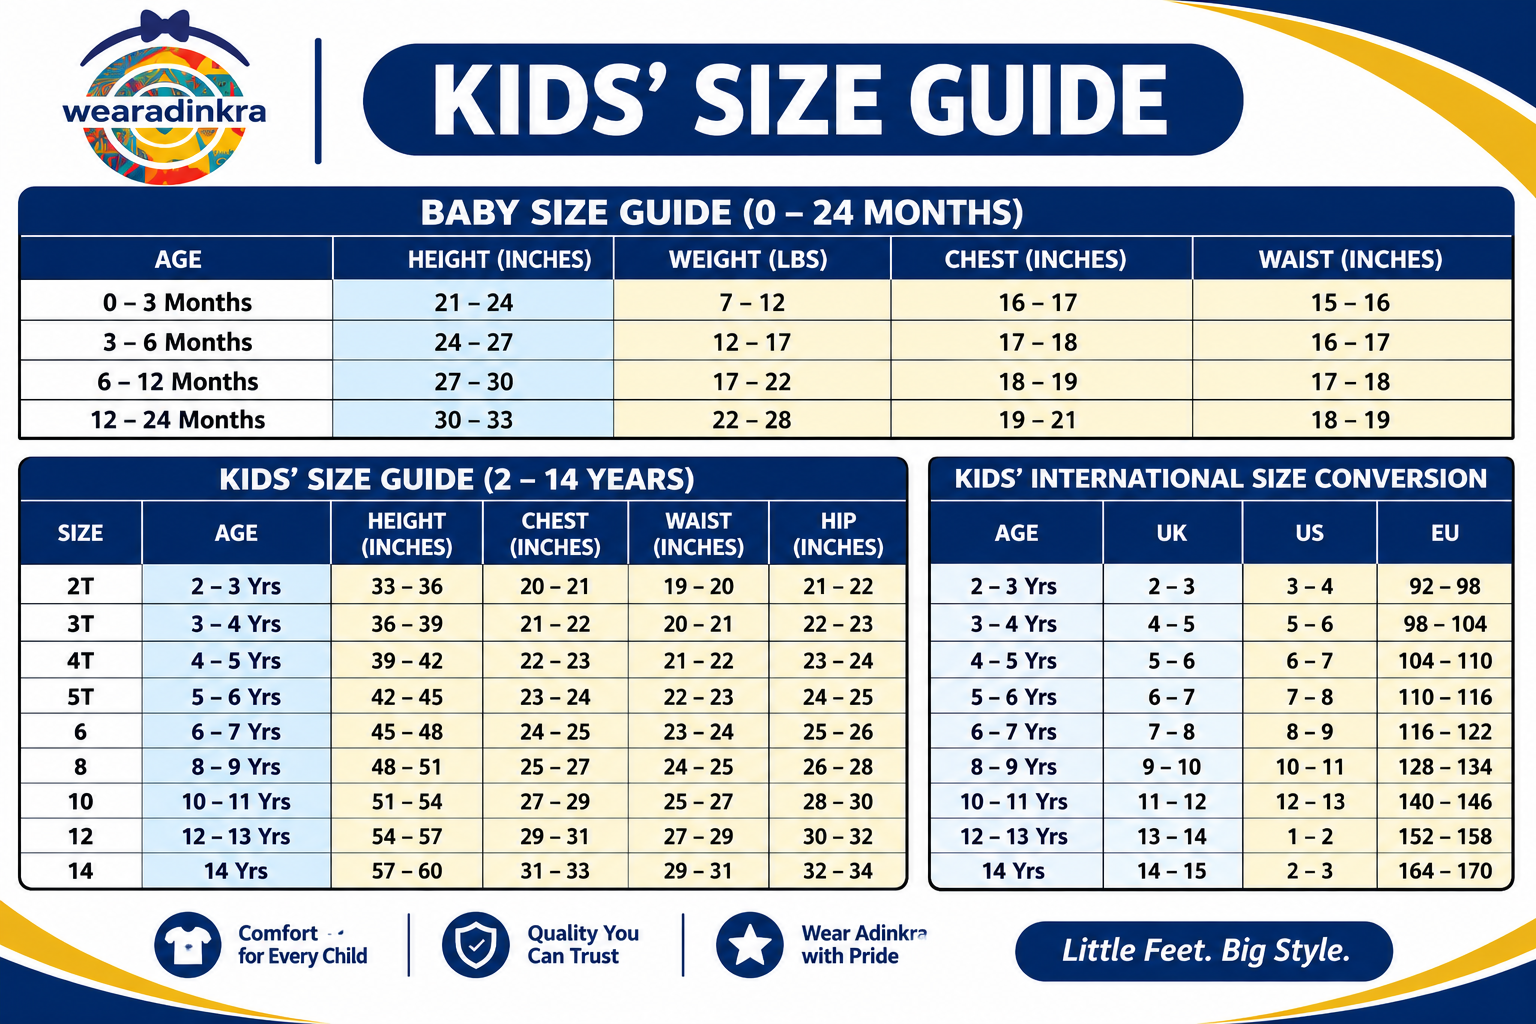 wearadinkra
KIDS’ SIZE GUIDE
BABY SIZE GUIDE (0 – 24 MONTHS)
AGE HEIGHT (INCHES) WEIGHT (LBS) CHEST (INCHES) WAIST (INCHES)
0 – 3 Months 21 – 24 7 – 12 16 – 17 15 – 16
3 – 6 Months 24 – 27 12 – 17 17 – 18 16 – 17
6 – 12 Months 27 – 30 17 – 22 18 – 19 17 – 18
12 – 24 Months 30 – 33 22 – 28 19 – 21 18 – 19
KIDS’ SIZE GUIDE (2 – 14 YEARS)
SIZE AGE HEIGHT (INCHES) CHEST (INCHES) WAIST (INCHES) HIP (INCHES)
2T 2 – 3 Yrs 33 – 36 20 – 21 19 – 20 21 – 22
3T 3 – 4 Yrs 36 – 39 21 – 22 20 – 21 22 – 23
4T 4 – 5 Yrs 39 – 42 22 – 23 21 – 22 23 – 24
5T 5 – 6 Yrs 42 – 45 23 – 24 22 – 23 24 – 25
6 6 – 7 Yrs 45 – 48 24 – 25 23 – 24 25 – 26
8 8 – 9 Yrs 48 – 51 25 – 27 24 – 25 26 – 28
10 10 – 11 Yrs 51 – 54 27 – 29 25 – 27 28 – 30
12 12 – 13 Yrs 54 – 57 29 – 31 27 – 29 30 – 32
14 14 Yrs 57 – 60 31 – 33 29 – 31 32 – 34
KIDS’ INTERNATIONAL SIZE CONVERSION
AGE UK US EU
2 – 3 Yrs 2 – 3 3 – 4 92 – 98
3 – 4 Yrs 4 – 5 5 – 6 98 – 104
4 – 5 Yrs 5 – 6 6 – 7 104 – 110
5 – 6 Yrs 6 – 7 7 – 8 110 – 116
6 – 7 Yrs 7 – 8 8 – 9 116 – 122
8 – 9 Yrs 9 – 10 10 – 11 128 – 134
10 – 11 Yrs 11 – 12 12 – 13 140 – 146
12 – 13 Yrs 13 – 14 1 – 2 152 – 158
14 Yrs 14 – 15 2 – 3 164 – 170
Comfort
for Every Child
Quality You
Can Trust
Wear Adinkra
with Pride
Little Feet. Big Style.